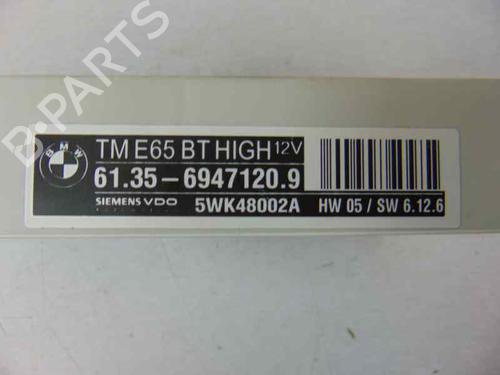 B-PARTS
BMW
TM E65 BT HIGH 12V
61.35 - 6947120.9
SIEMENS VDO 5WK48002A HW 05 / SW 6.12.6